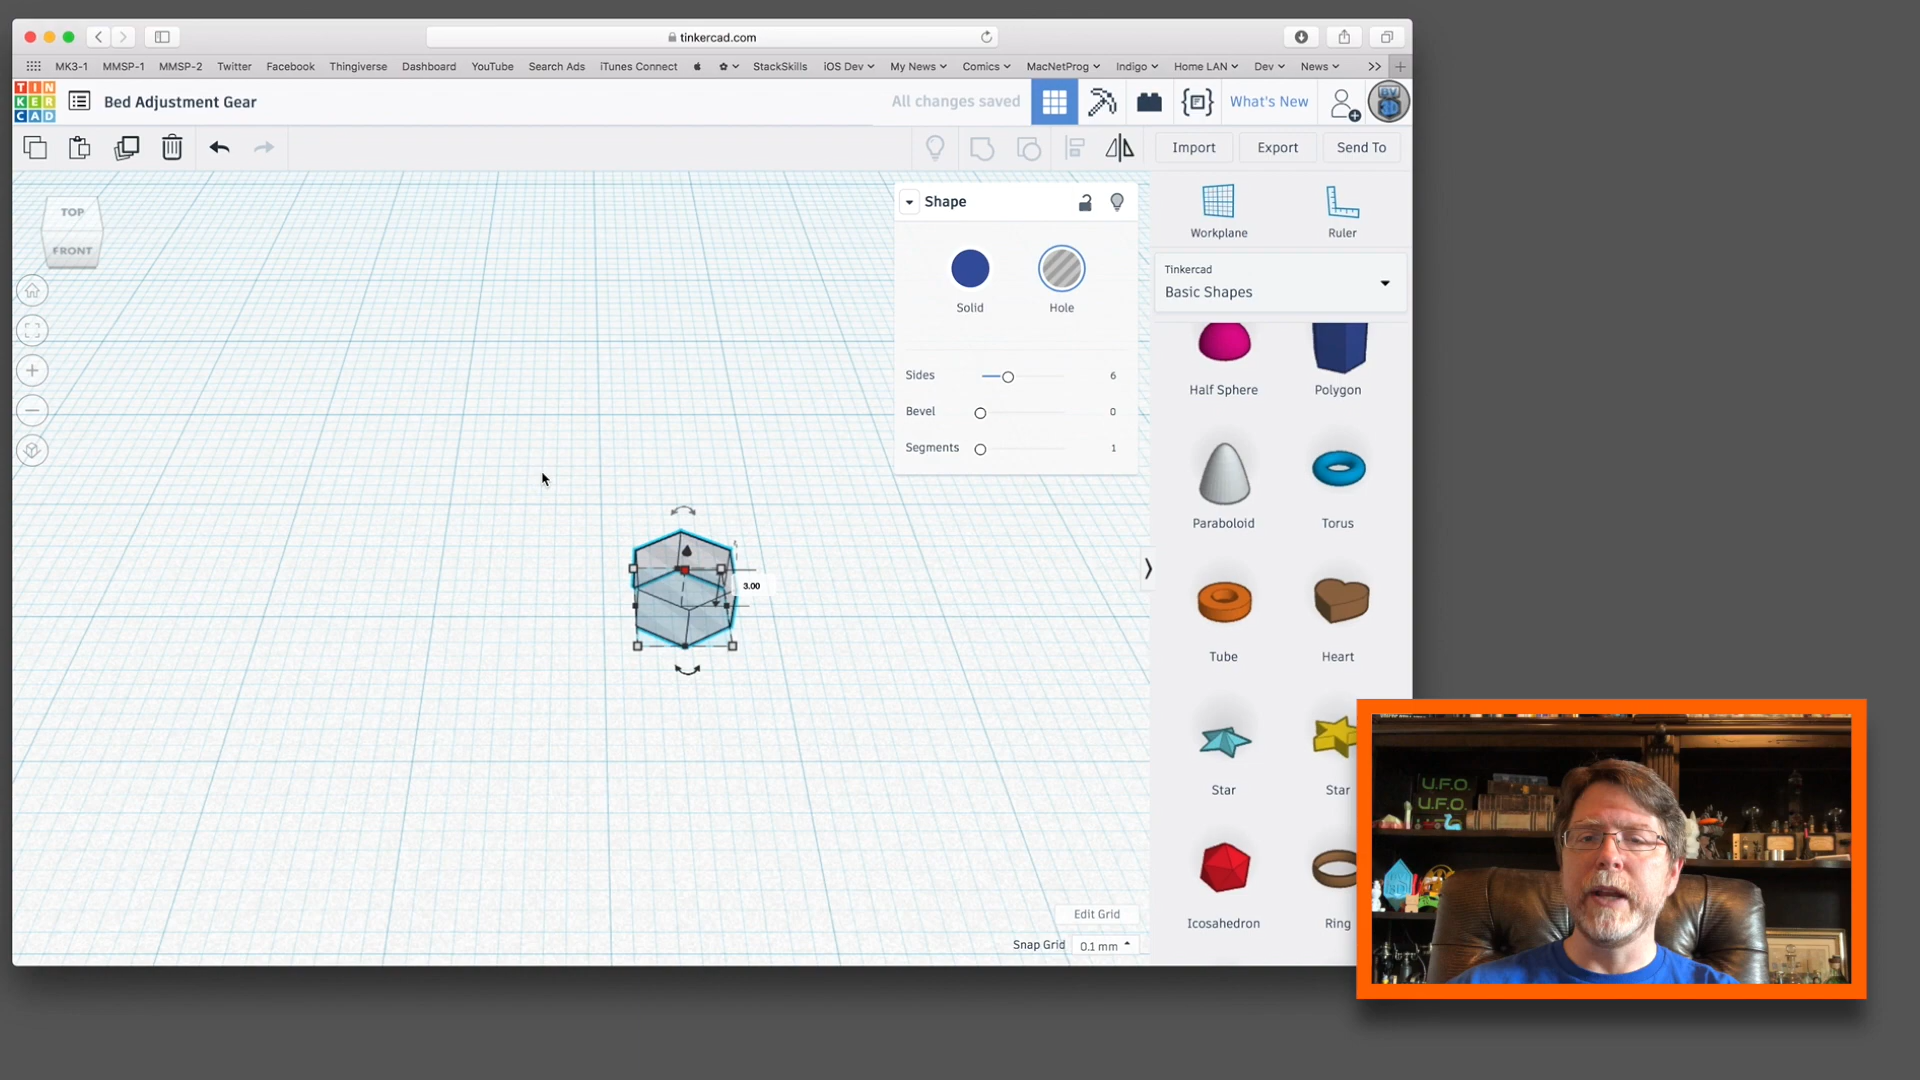 tinkercad.com
MK3-1 MMSP-1 MMSP-2 Twitter Facebook Thingiverse Dashboard YouTube Search Ads iTunes Connect StackSkills iOS Dev My News Comics MacNetProg Indigo Home LAN Dev News >> +
TIN
KER
CAD
Bed Adjustment Gear
All changes saved
What's New
Import
Export
Send To
TOP
FRONT
Shape
Solid
Hole
Sides 6
Bevel 0
Segments 1
Workplane
Ruler
Tinkercad
Basic Shapes
Half Sphere
Polygon
Paraboloid
Torus
Tube
Heart
Star
Star
Icosahedron
Ring
3.00
Edit Grid
Snap Grid 0.1 mm
U.F.O.
U.F.O.